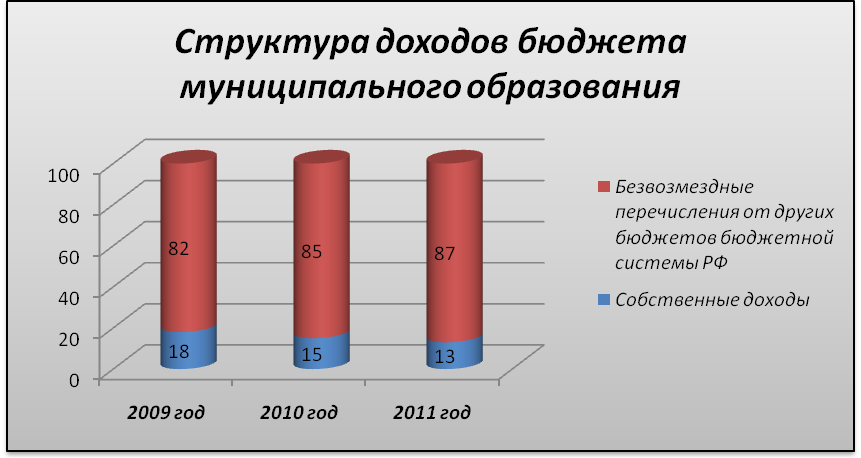 Структура доходов бюджета
муниципального образования
100
80
60
40
20
0
82
85
87
18
15
13
2009 год
2010 год
2011 год
Безвозмездные
перечисления от других
бюджетов бюджетной
системы РФ
Собственные доходы